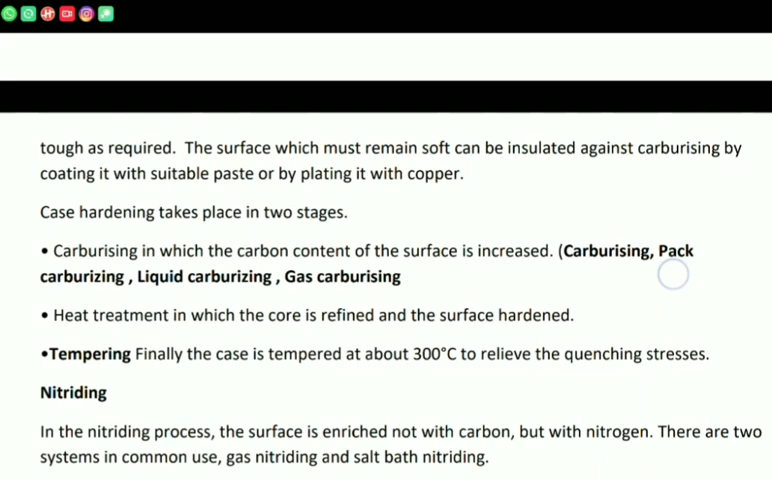 tough as required. The surface which must remain soft can be insulated against carburising by
coating it with suitable paste or by plating it with copper.
Case hardening takes place in two stages.
• Carburising in which the carbon content of the surface is increased. (Carburising, Pack
carburizing , Liquid carburizing , Gas carburising
• Heat treatment in which the core is refined and the surface hardened.
•Tempering Finally the case is tempered at about 300°C to relieve the quenching stresses.
Nitriding
In the nitriding process, the surface is enriched not with carbon, but with nitrogen. There are two
systems in common use, gas nitriding and salt bath nitriding.